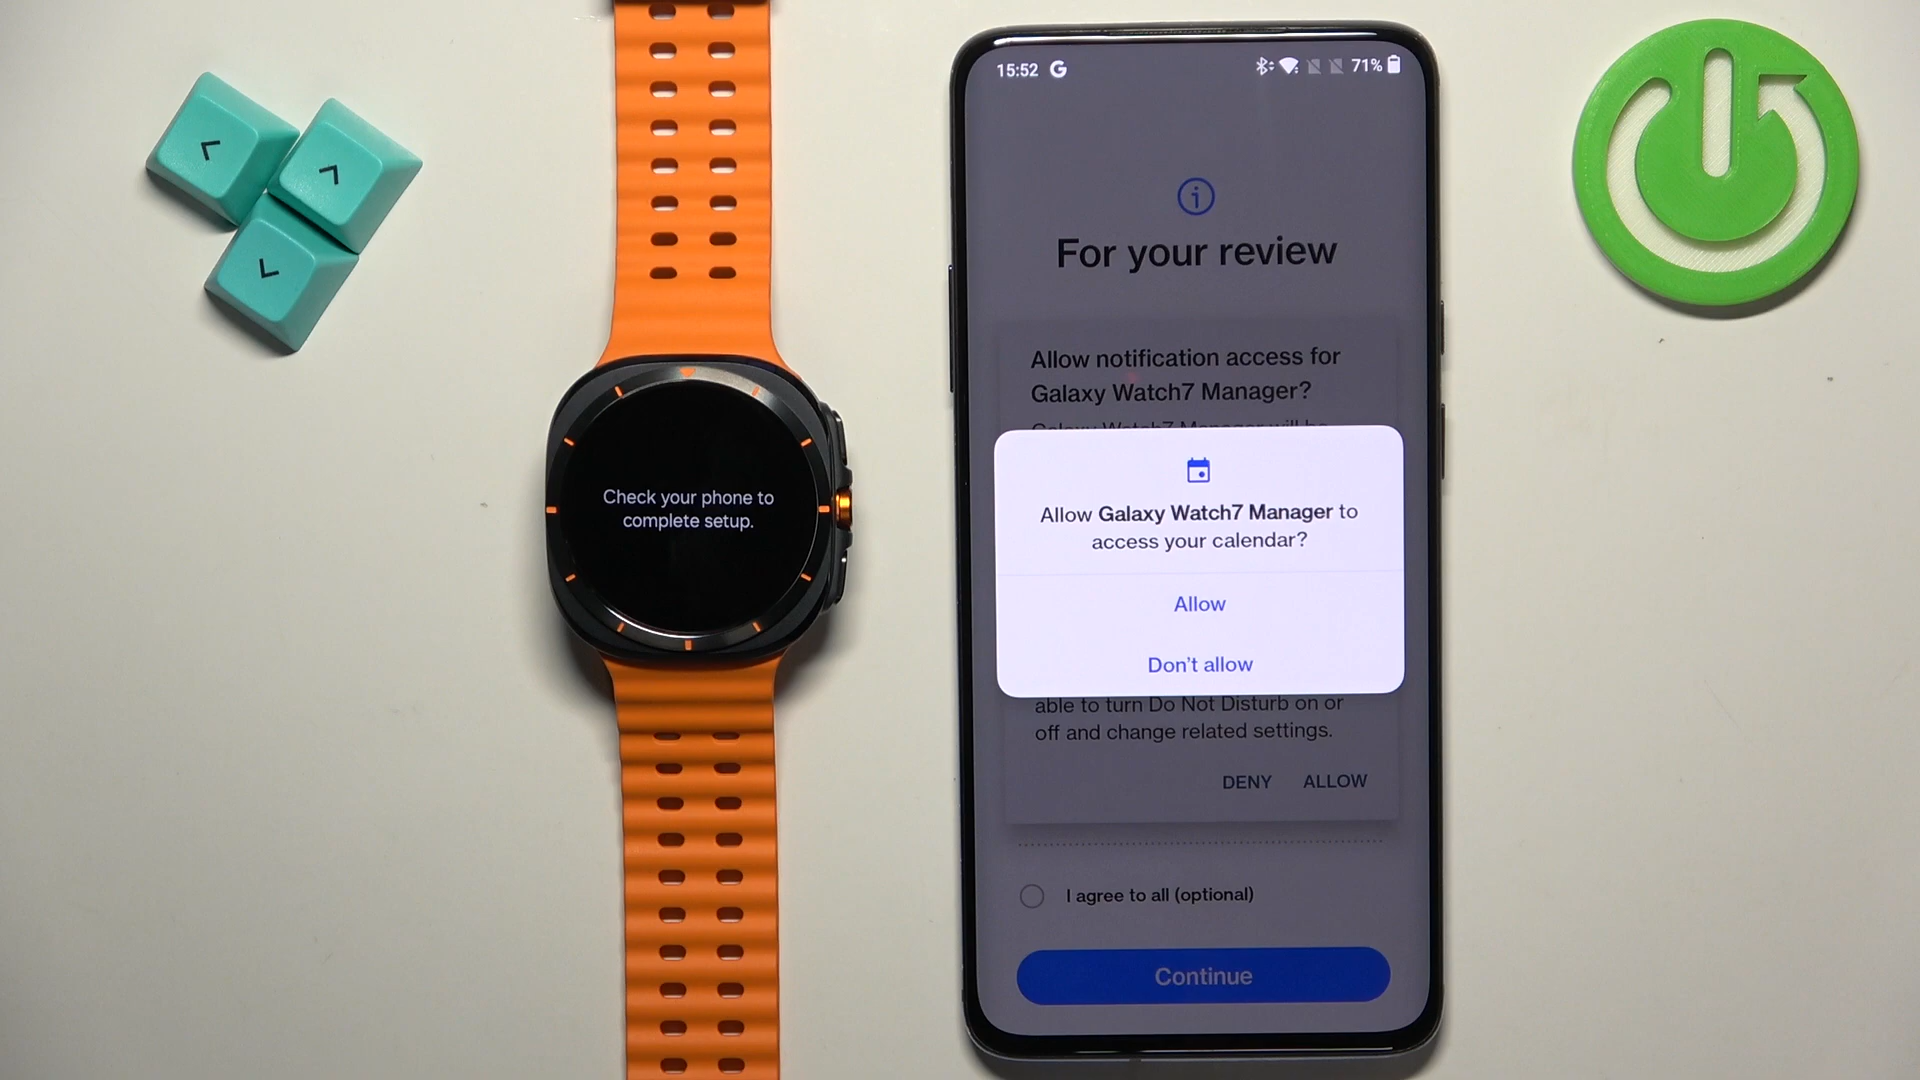 15:52 G
71%
For your review
Allow notification access for
Galaxy Watch7 Manager?
Allow Galaxy Watch7 Manager to
access your calendar?
Allow
Don't allow
able to turn Do Not Disturb on or
off and change related settings.
DENY ALLOW
I agree to all (optional)
Continue
Check your phone to
complete setup.